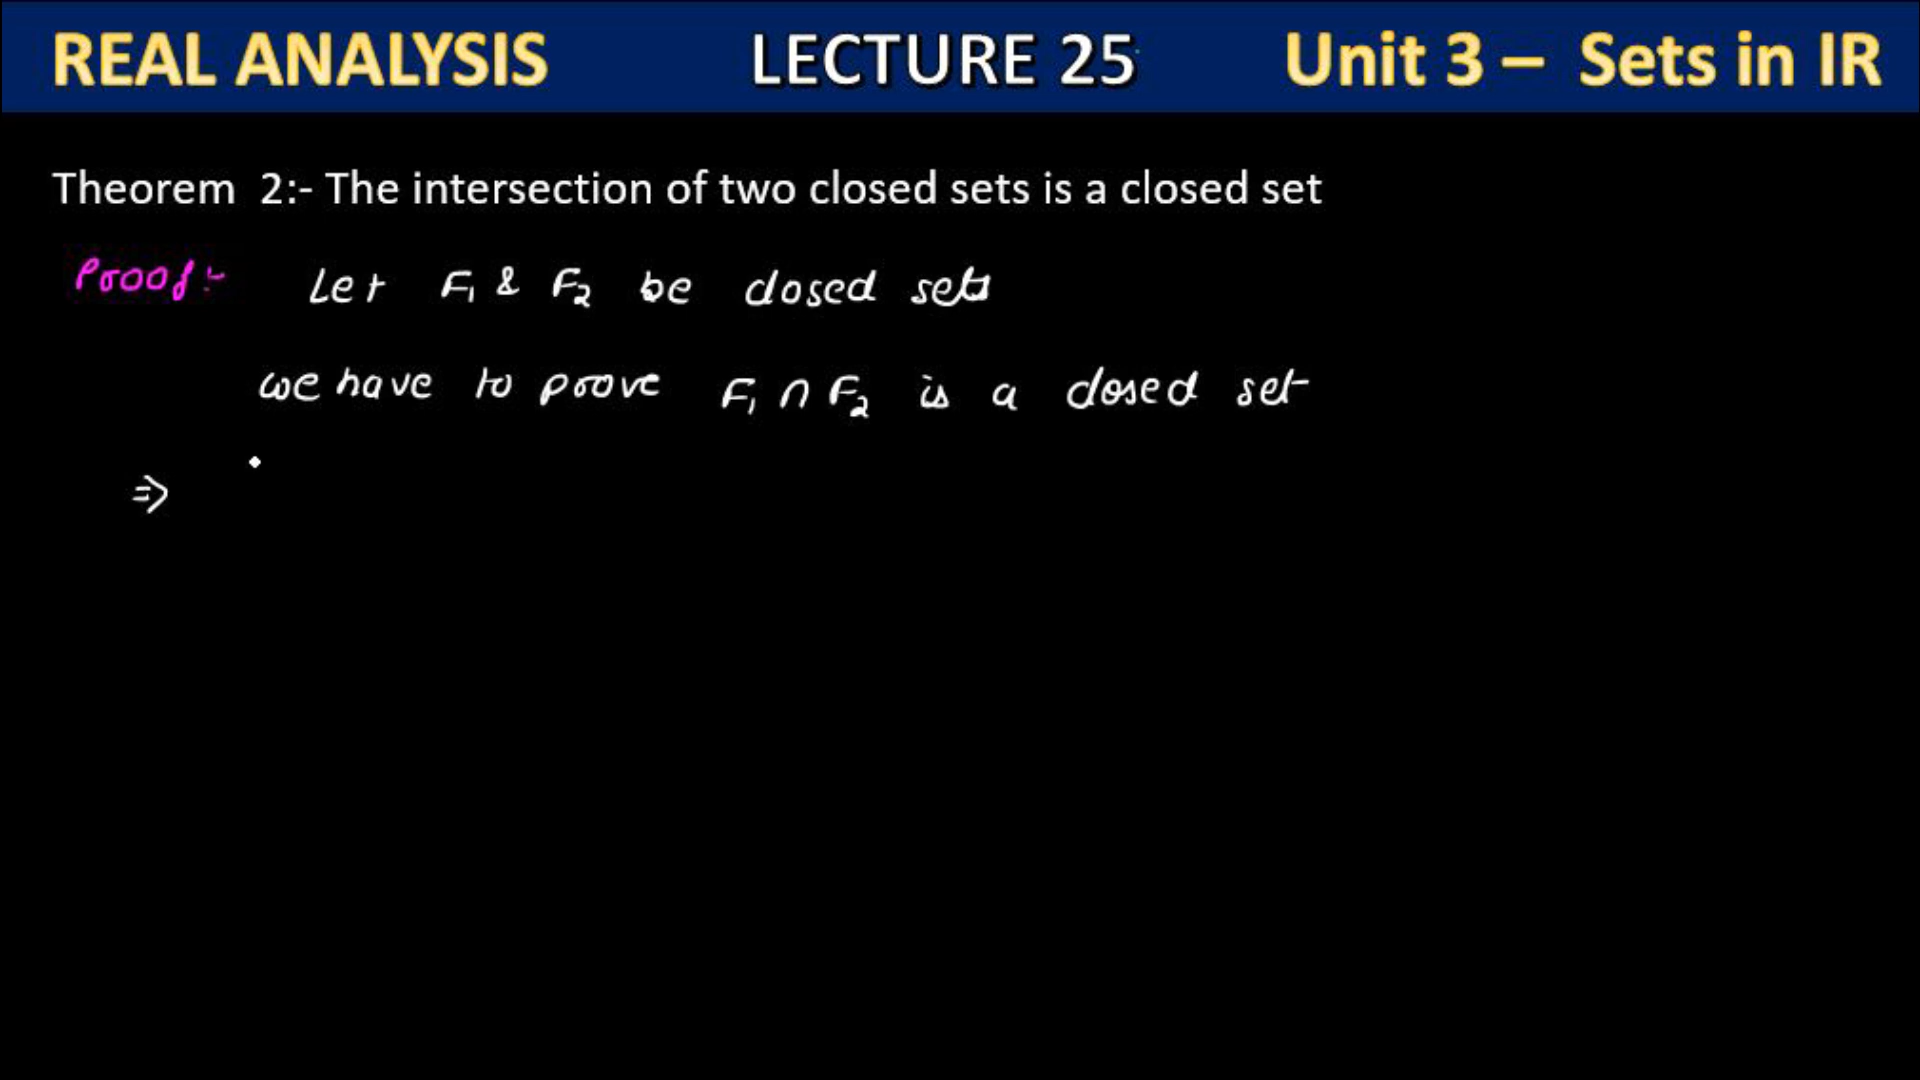 REAL ANALYSIS LECTURE 25 Unit 3 – Sets in IR
Theorem 2:- The intersection of two closed sets is a closed set
Proof:- Let F₁ & F₂ be closed sets
we have to prove F₁ ∩ F₂ is a closed set
⇒